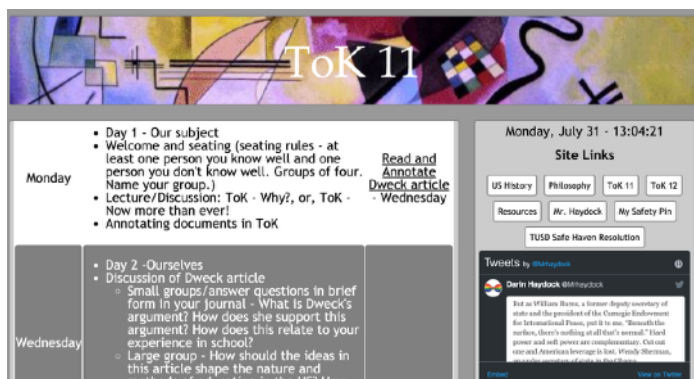 ToK 11
Monday
• Day 1 - Our subject
• Welcome and seating (seating rules - at
least one person you know well and one
person you don't know well. Groups of four.
Name your group.)
• Lecture/Discussion: ToK - Why?, or, ToK -
Now more than ever!
• Annotating documents in ToK
Read and
Annotate
Dweck article
- Wednesday
Wednesday
• Day 2 -Ourselves
• Discussion of Dweck article
◦ Small groups/answer questions in brief
form in your journal - What is Dweck's
argument? How does she support this
argument? How does this relate to your
experience in school?
◦ Large group - How should the ideas in
this article shape the nature and
Monday, July 31 - 13:04:21
Site Links
US History
Philosophy
ToK 11
ToK 12
Resources
Mr. Haydock
My Safety Pin
TUSD Safe Haven Resolution
Tweets by @MrHaydock
Darin Haydock @MrHaydock
But as William Burns, a former deputy secretary of
state and the president of the Carnegie Endowment
for International Peace, put it to me, "Beneath the
surface, there's nothing at all that's normal." Hard
power and soft power are complementary. Cut out
one and American leverage is lost. Wendy Sherman,
Embed
View on Twitter